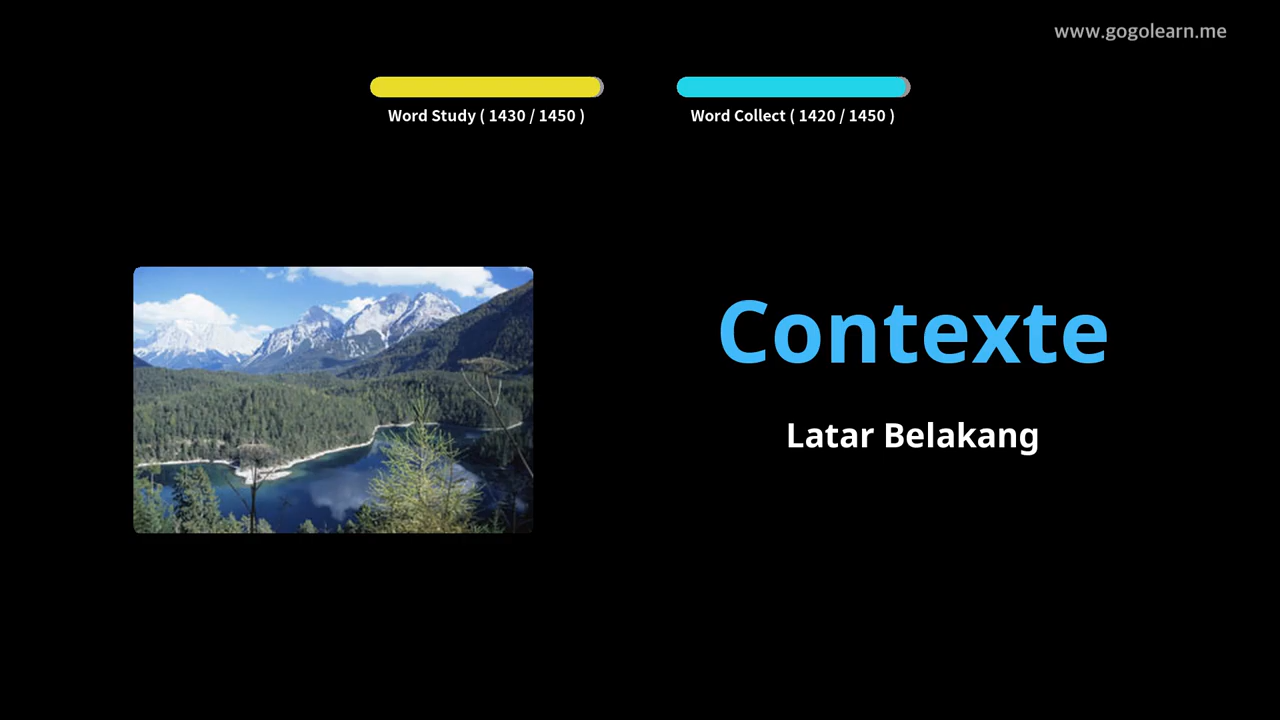 www.gogolearn.me
Word Study ( 1430 / 1450 )
Word Collect ( 1420 / 1450 )
Contexte
Latar Belakang